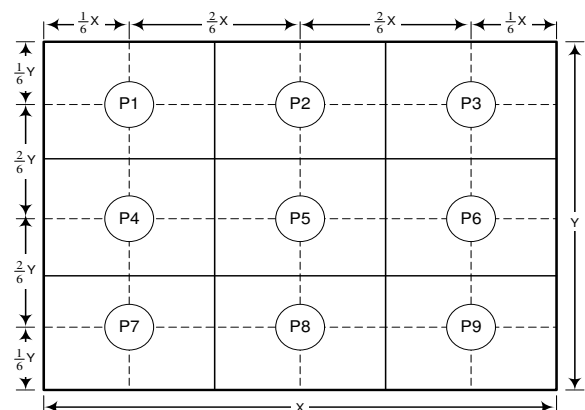 1/6 X 2/6 X 2/6 X 1/6 X
1/6 Y
P1 P2 P3
2/6 Y
P4 P5 P6
Y
2/6 Y
P7 P8 P9
1/6 Y
X